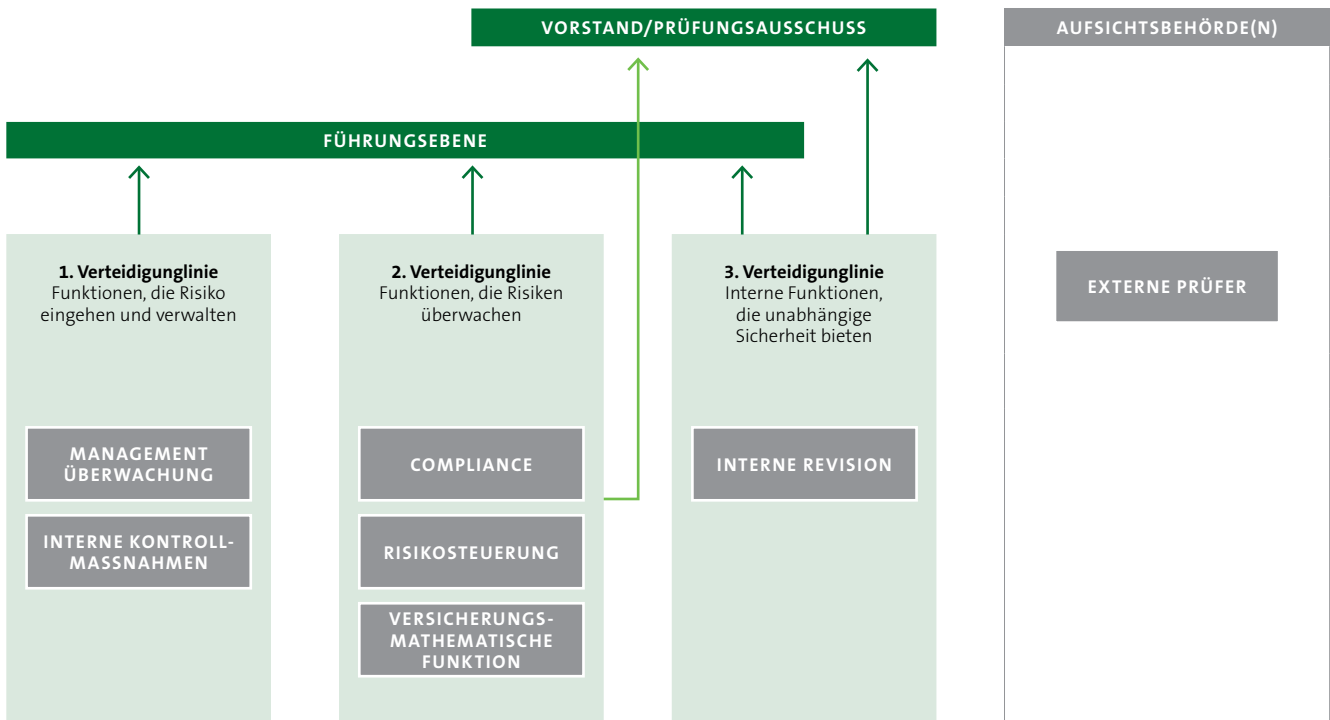 VORSTAND/PRÜFUNGSAUSSCHUSS
AUFSICHTSBEHÖRDE(N)
FÜHRUNGSEBENE
1. Verteidigunglinie
Funktionen, die Risiko
eingehen und verwalten
MANAGEMENT
ÜBERWACHUNG
INTERNE KONTROLL-
MASSNAHMEN
2. Verteidigunglinie
Funktionen, die Risiken
überwachen
COMPLIANCE
RISIKOSTEUERUNG
VERSICHERUNGS-
MATHEMATISCHE
FUNKTION
3. Verteidigunglinie
Interne Funktionen,
die unabhängige
Sicherheit bieten
INTERNE REVISION
EXTERNE PRÜFER